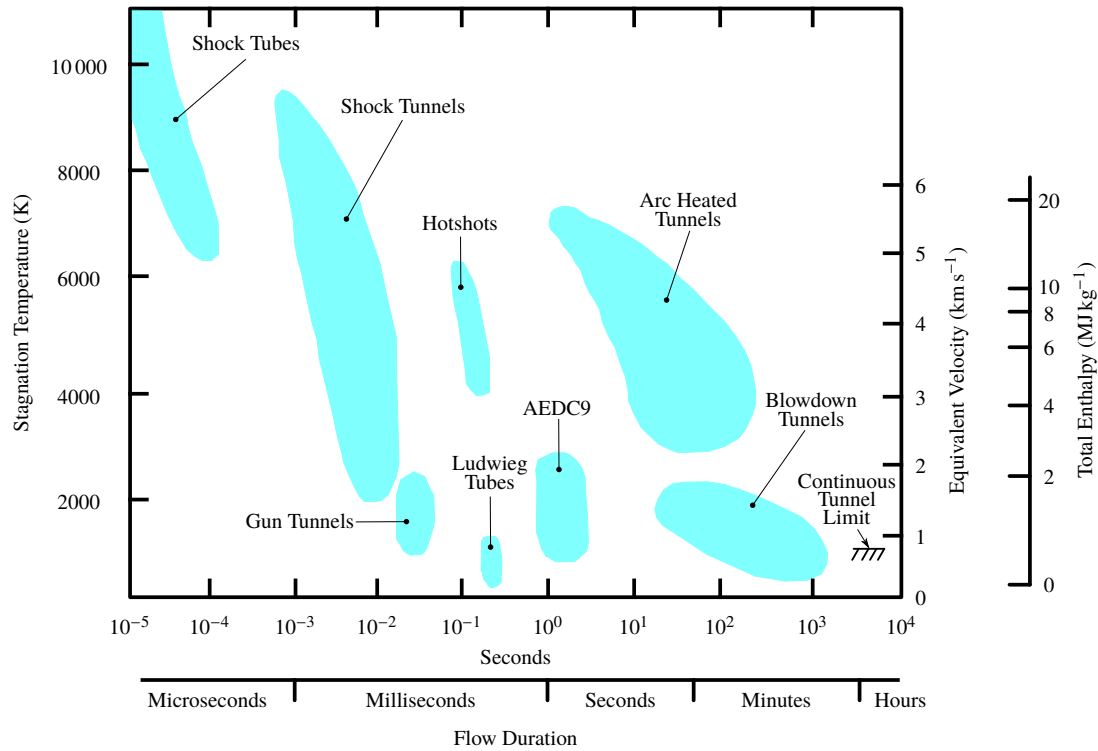 Shock Tubes
10 000
Shock Tunnels
8000
6
20
Arc Heated
Tunnels
Hotshots
5
6000
10
8
4
6
4000
3
4
AEDC9
Blowdown
Tunnels
Ludwieg
Tubes
2
2
Continuous
Tunnel
Limit
2000
Gun Tunnels
1
0
0
Stagnation Temperature (K)
Equivalent Velocity (km s⁻¹)
Total Enthalpy (MJ kg⁻¹)
10⁻⁵ 10⁻⁴ 10⁻³ 10⁻² 10⁻¹ 10⁰ 10¹ 10² 10³ 10⁴
Seconds
Microseconds Milliseconds Seconds Minutes Hours
Flow Duration